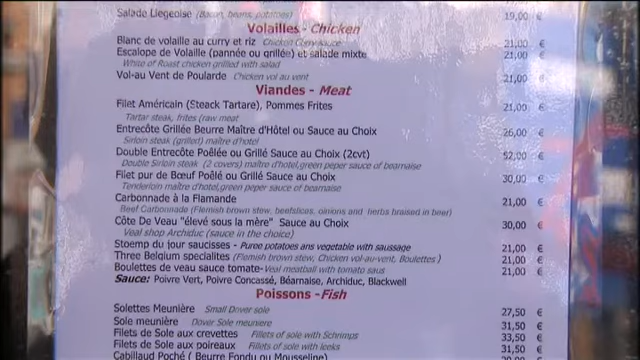 Salade Liegeoise (Bacon, beans, potatoes) 19,00 €
Volailles - Chicken
Blanc de volaille au curry et riz Chicken Curry sauce 21,00 €
Escalope de Volaille (pannée ou grillée) et salade mixte 21,00 €
White of Roast chicken grilled with salad
Vol-au Vent de Poularde Chicken vol au vent 21,00 €
Viandes - Meat
Filet Américain (Steack Tartare), Pommes Frites 21,00 €
Tartar steak, frites (raw meat
Entrecôte Grillée Beurre Maître d'Hôtel ou Sauce au Choix 26,00 €
Sirloin steak (grilled) maître d'hotel
Double Entrecôte Poêlée ou Grillé Sauce au Choix (2cvt) 52,00 €
Double Sirloin steak (2 covers) maître d'hotel,green peper sauce of bearnaise
Filet pur de Bœuf Poêlé ou Grillé Sauce au Choix 30,00 €
Tenderloin maître d'hotel,green peper sauce of bearnaise
Carbonnade à la Flamande 21,00 €
Beef Carbonnade (Flemish brown stew, beefslices, onions and herbs braised in beer)
Côte De Veau "élevé sous la mère" Sauce au Choix 30,00 €
Veal shop Archiduc (sauce in the choice)
Stoemp du jour saucisses - Puree potatoes ans vegetable with saussage 21,00 €
Three Belgium specialites (Flemish brown stew, Chicken vol-au-vent, Boulettes ) 21,00 €
Boulettes de veau sauce tomate- Veal meatball with tomato saus 21,00 €
Sauce: Poivre Vert, Poivre Concassé, Béarnaise, Archiduc, Blackwell
Poissons - Fish
Solettes Meunière Small Dover sole 27,50 €
Sole meunière Dover Sole meuniere 31,50 €
Filets de Sole aux crevettes Fillets of sole with Schrimps 33,50 €
Filets de Sole aux poireaux Fillets of sole with leeks 31,50 €
Cabillaud Poché ( Beurre Fondu ou Mousseline)